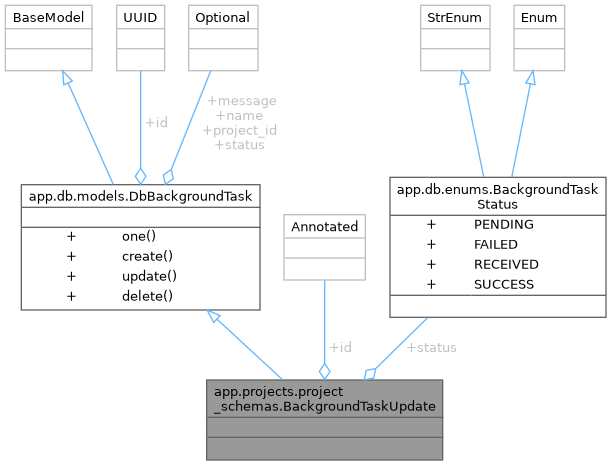 BaseModel
UUID
Optional
StrEnum
Enum
+id
+message
+name
+project_id
+status
app.db.models.DbBackgroundTask
+ one()
+ create()
+ update()
+ delete()
app.db.enums.BackgroundTask
Status
+ PENDING
+ FAILED
+ RECEIVED
+ SUCCESS
Annotated
+id
+status
app.projects.project
_schemas.BackgroundTaskUpdate